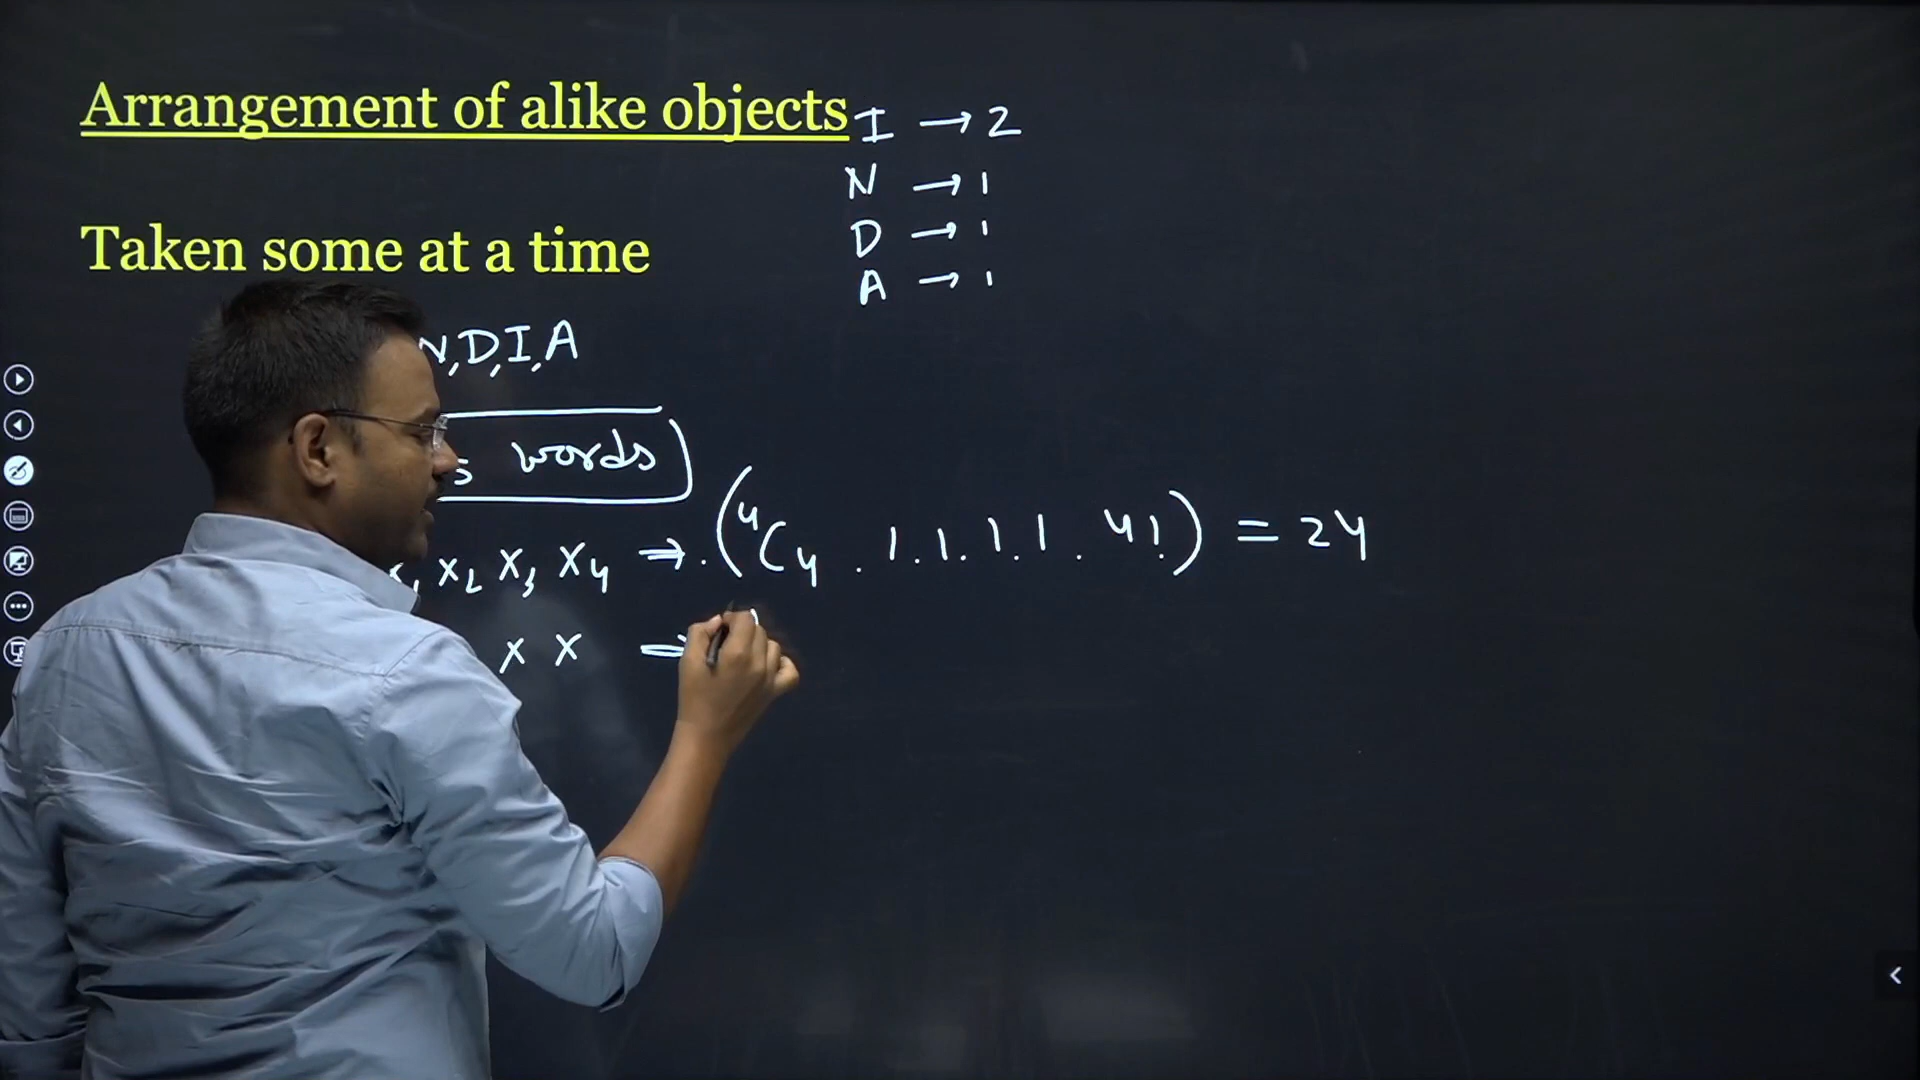 Arrangement of alike objects
I → 2
N → 1
D → 1
A → 1
Taken some at a time
N, D, I, A
words
x₂ x₃ x₄ ⇒ . (⁴C₄ . 1 . 1 . 1 . 1 . 4!) = 24
x x ⇒